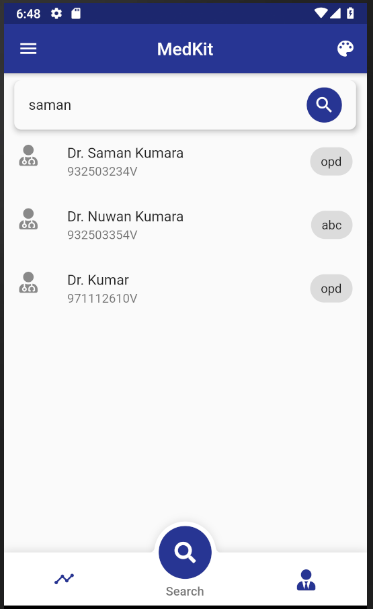 6:48
MedKit
saman
Dr. Saman Kumara
932503234V
opd
Dr. Nuwan Kumara
932503354V
abc
Dr. Kumar
971112610V
opd
Search